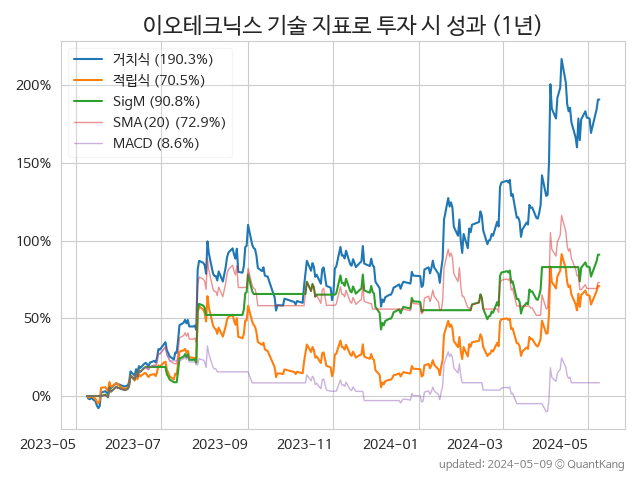 이오테크닉스 기술 지표로 투자 시 성과 (1년)
거치식 (190.3%)
적립식 (70.5%)
SigM (90.8%)
SMA(20) (72.9%)
MACD (8.6%)
200%
150%
100%
50%
0%
2023-05 2023-07 2023-09 2023-11 2024-01 2024-03 2024-05
updated: 2024-05-09 © QuantKang